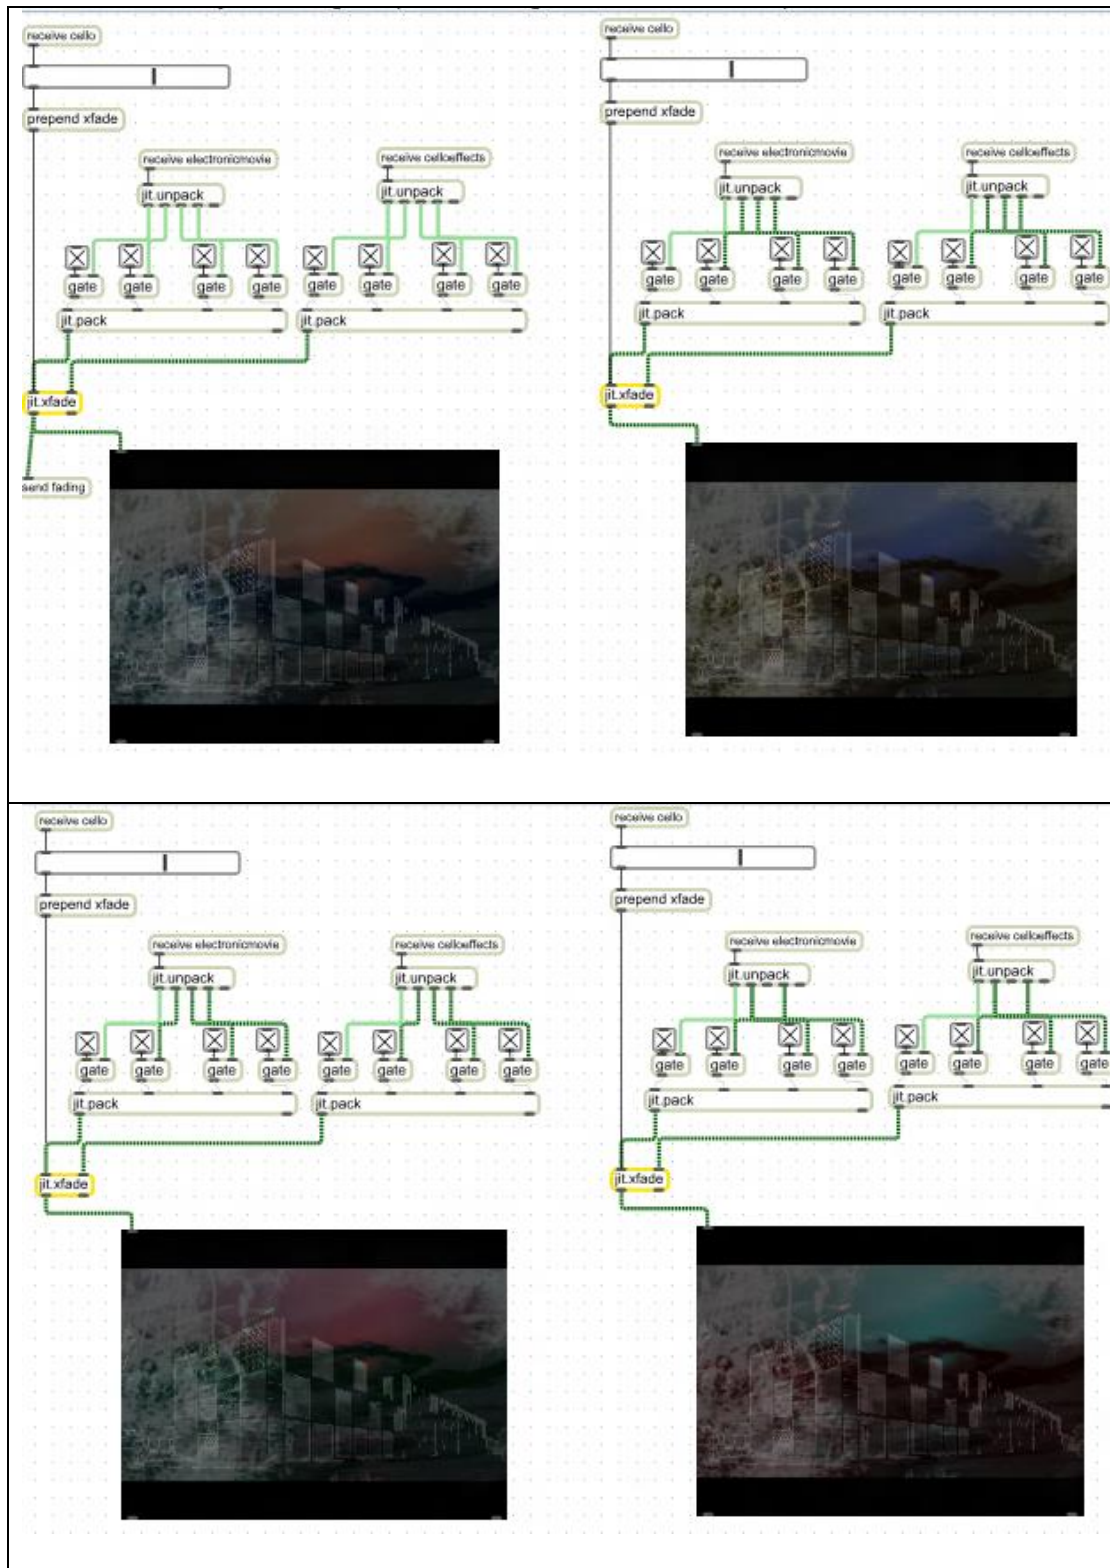 receive cello
prepend xfade
receive electronicmovie
receive celloeffects
jit.unpack
jit.unpack
gate
gate
gate
gate
gate
gate
gate
gate
jit.pack
jit.pack
jit.xfade
send fading
receive cello
prepend xfade
receive electronicmovie
receive celloeffects
jit.unpack
jit.unpack
gate
gate
gate
gate
gate
gate
gate
gate
jit.pack
jit.pack
jit.xfade
receive cello
prepend xfade
receive electronicmovie
receive celloeffects
jit.unpack
jit.unpack
gate
gate
gate
gate
gate
gate
gate
gate
jit.pack
jit.pack
jit.xfade
receive cello
prepend xfade
receive electronicmovie
receive celloeffects
jit.unpack
jit.unpack
gate
gate
gate
gate
gate
gate
gate
gate
jit.pack
jit.pack
jit.xfade